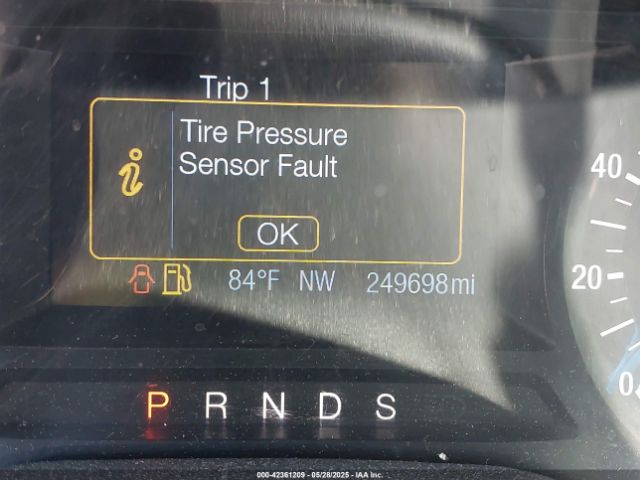 Trip 1
Tire Pressure
Sensor Fault
OK
84°F NW 249698mi
40
20
0
P R N D S
000-42361209 - 05/28/2025 - IAA Inc.